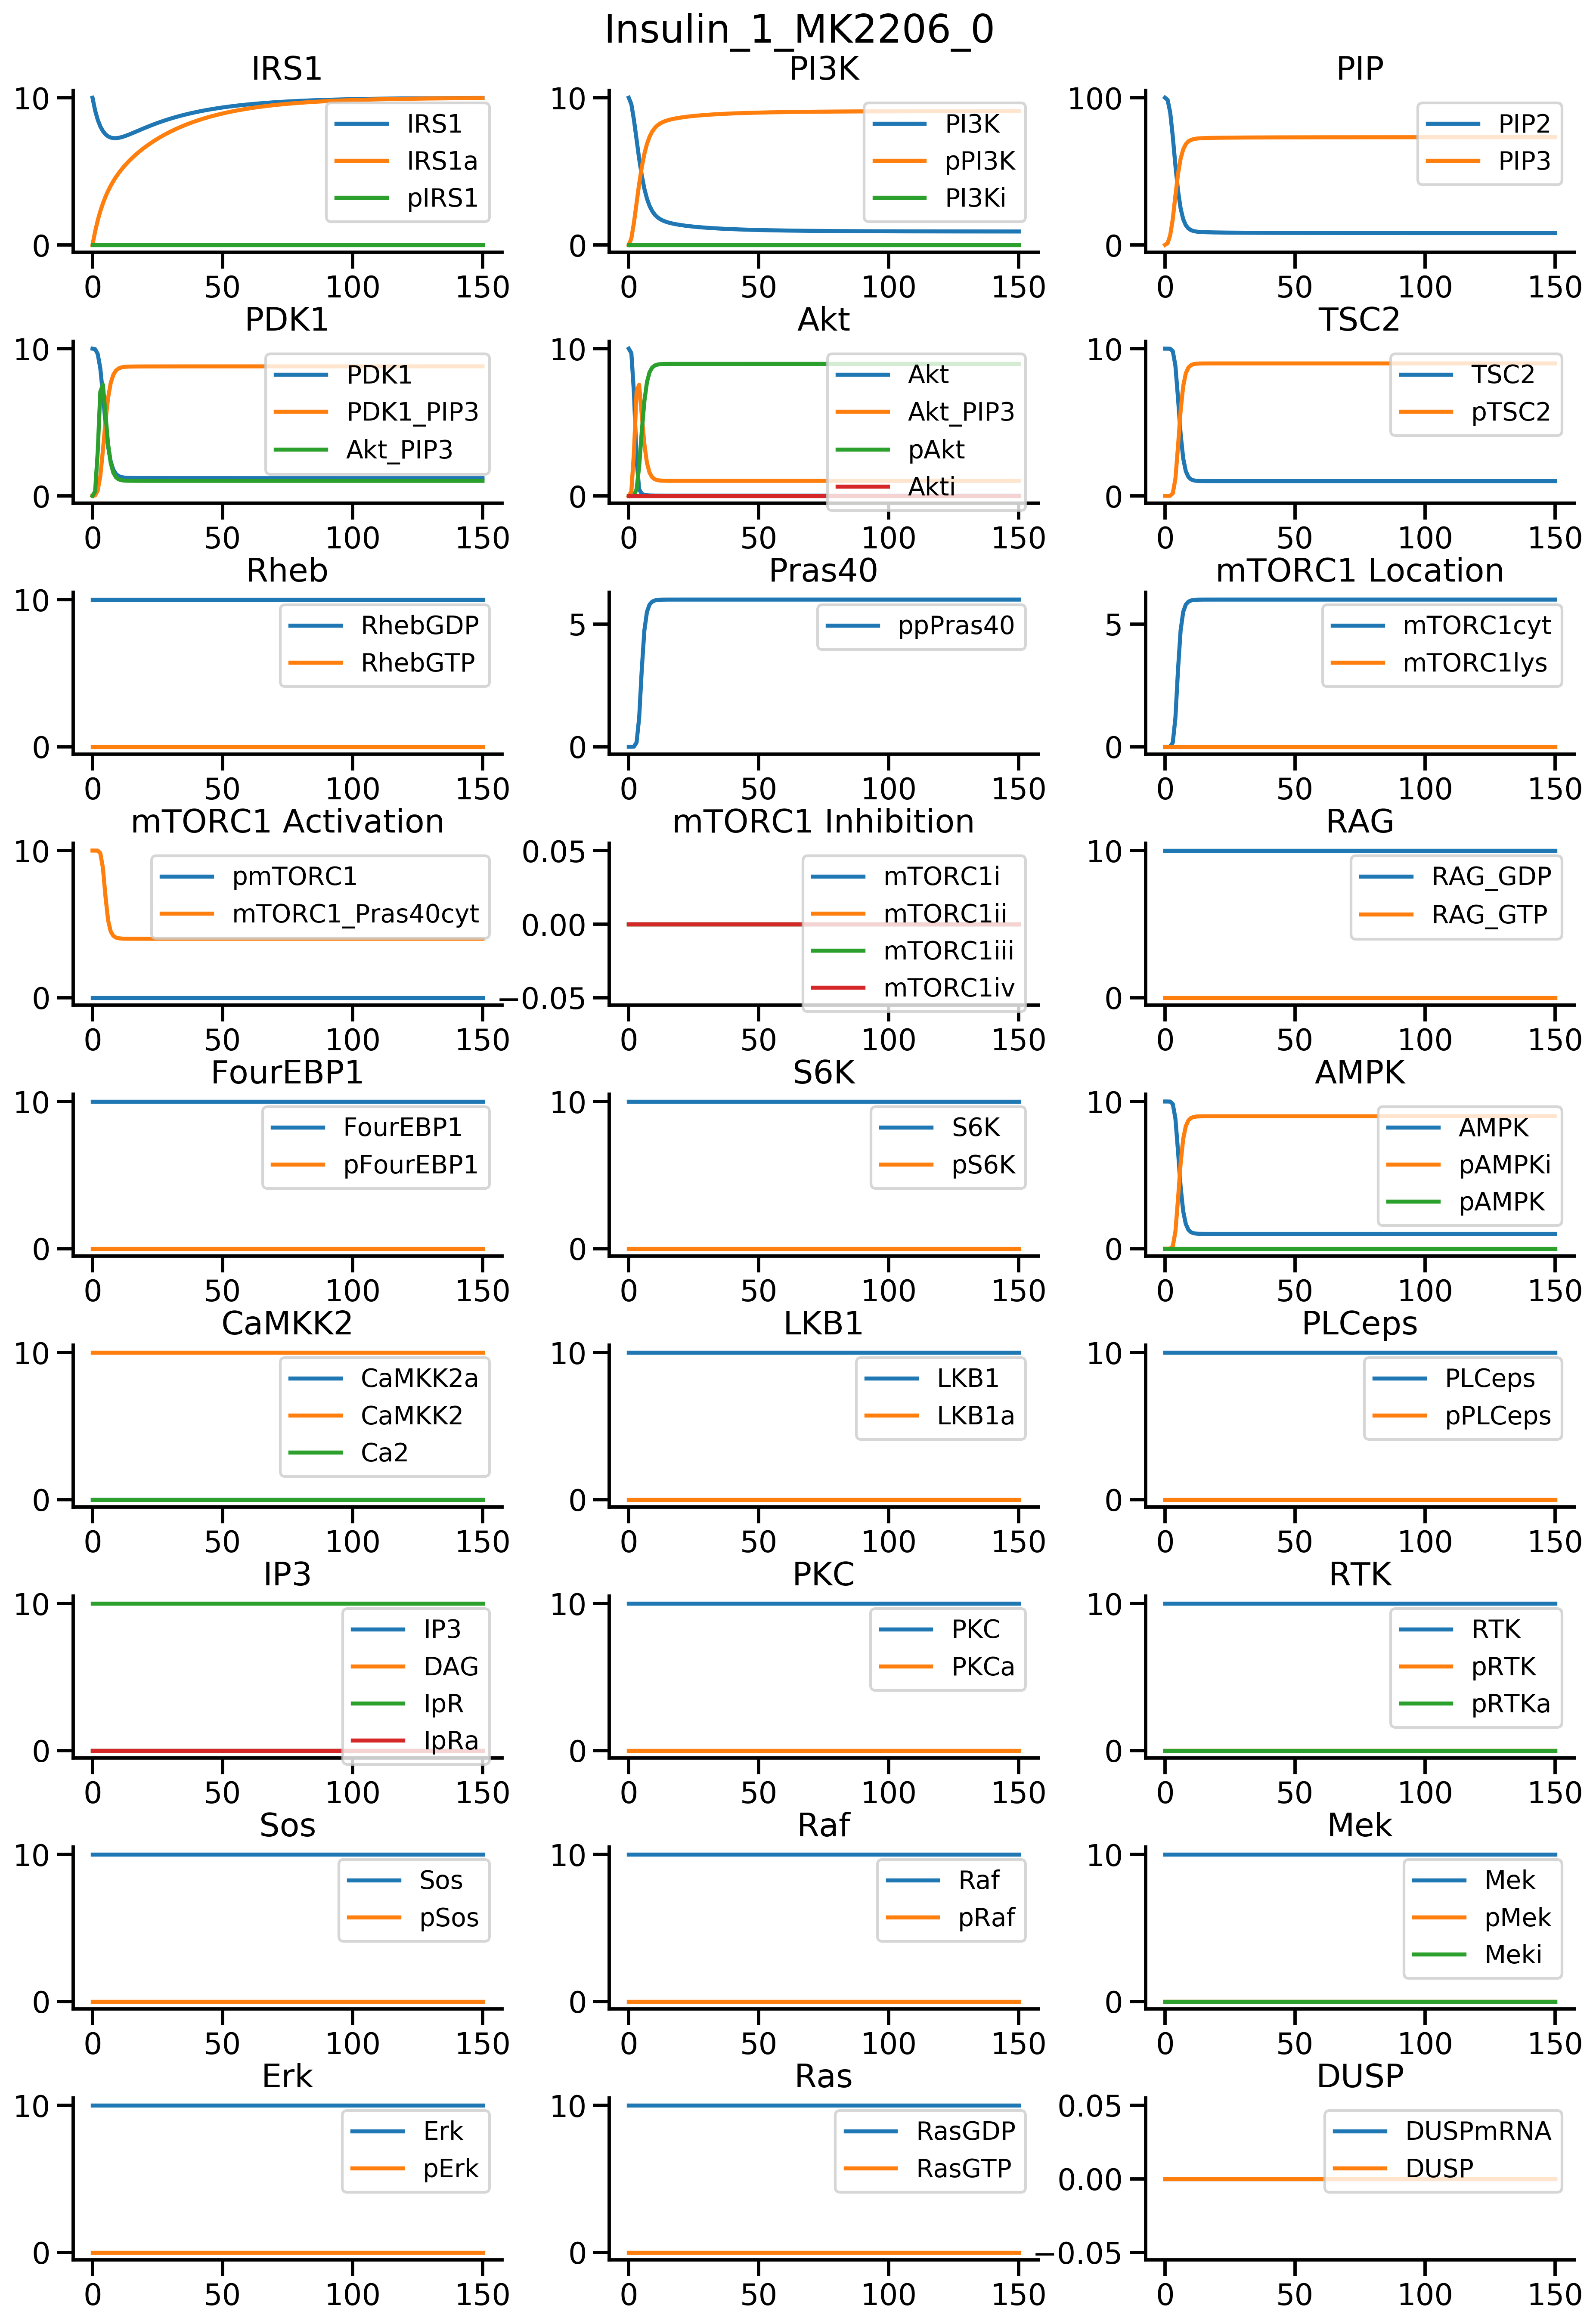 Insulin_1_MK2206_0
IRS1
10
0
0 50 100 150
IRS1
IRS1a
pIRS1
PI3K
10
0
0 50 100 150
PI3K
pPI3K
PI3Ki
PIP
100
0
0 50 100 150
PIP2
PIP3
PDK1
10
0
0 50 100 150
PDK1
PDK1_PIP3
Akt_PIP3
Akt
10
0
0 50 100 150
Akt
Akt_PIP3
pAkt
Akti
TSC2
10
0
0 50 100 150
TSC2
pTSC2
Rheb
10
0
0 50 100 150
RhebGDP
RhebGTP
Pras40
5
0
0 50 100 150
ppPras40
mTORC1 Location
5
0
0 50 100 150
mTORC1cyt
mTORC1lys
mTORC1 Activation
10
0
0 50 100 150
pmTORC1
mTORC1_Pras40cyt
mTORC1 Inhibition
0.05
0.00
−0.05
0 50 100 150
mTORC1i
mTORC1ii
mTORC1iii
mTORC1iv
RAG
10
0
0 50 100 150
RAG_GDP
RAG_GTP
FourEBP1
10
0
0 50 100 150
FourEBP1
pFourEBP1
S6K
10
0
0 50 100 150
S6K
pS6K
AMPK
10
0
0 50 100 150
AMPK
pAMPKi
pAMPK
CaMKK2
10
0
0 50 100 150
CaMKK2a
CaMKK2
Ca2
LKB1
10
0
0 50 100 150
LKB1
LKB1a
PLCeps
10
0
0 50 100 150
PLCeps
pPLCeps
IP3
10
0
0 50 100 150
IP3
DAG
IpR
IpRa
PKC
10
0
0 50 100 150
PKC
PKCa
RTK
10
0
0 50 100 150
RTK
pRTK
pRTKa
Sos
10
0
0 50 100 150
Sos
pSos
Raf
10
0
0 50 100 150
Raf
pRaf
Mek
10
0
0 50 100 150
Mek
pMek
Meki
Erk
10
0
0 50 100 150
Erk
pErk
Ras
10
0
0 50 100 150
RasGDP
RasGTP
DUSP
0.05
0.00
−0.05
0 50 100 150
DUSPmRNA
DUSP